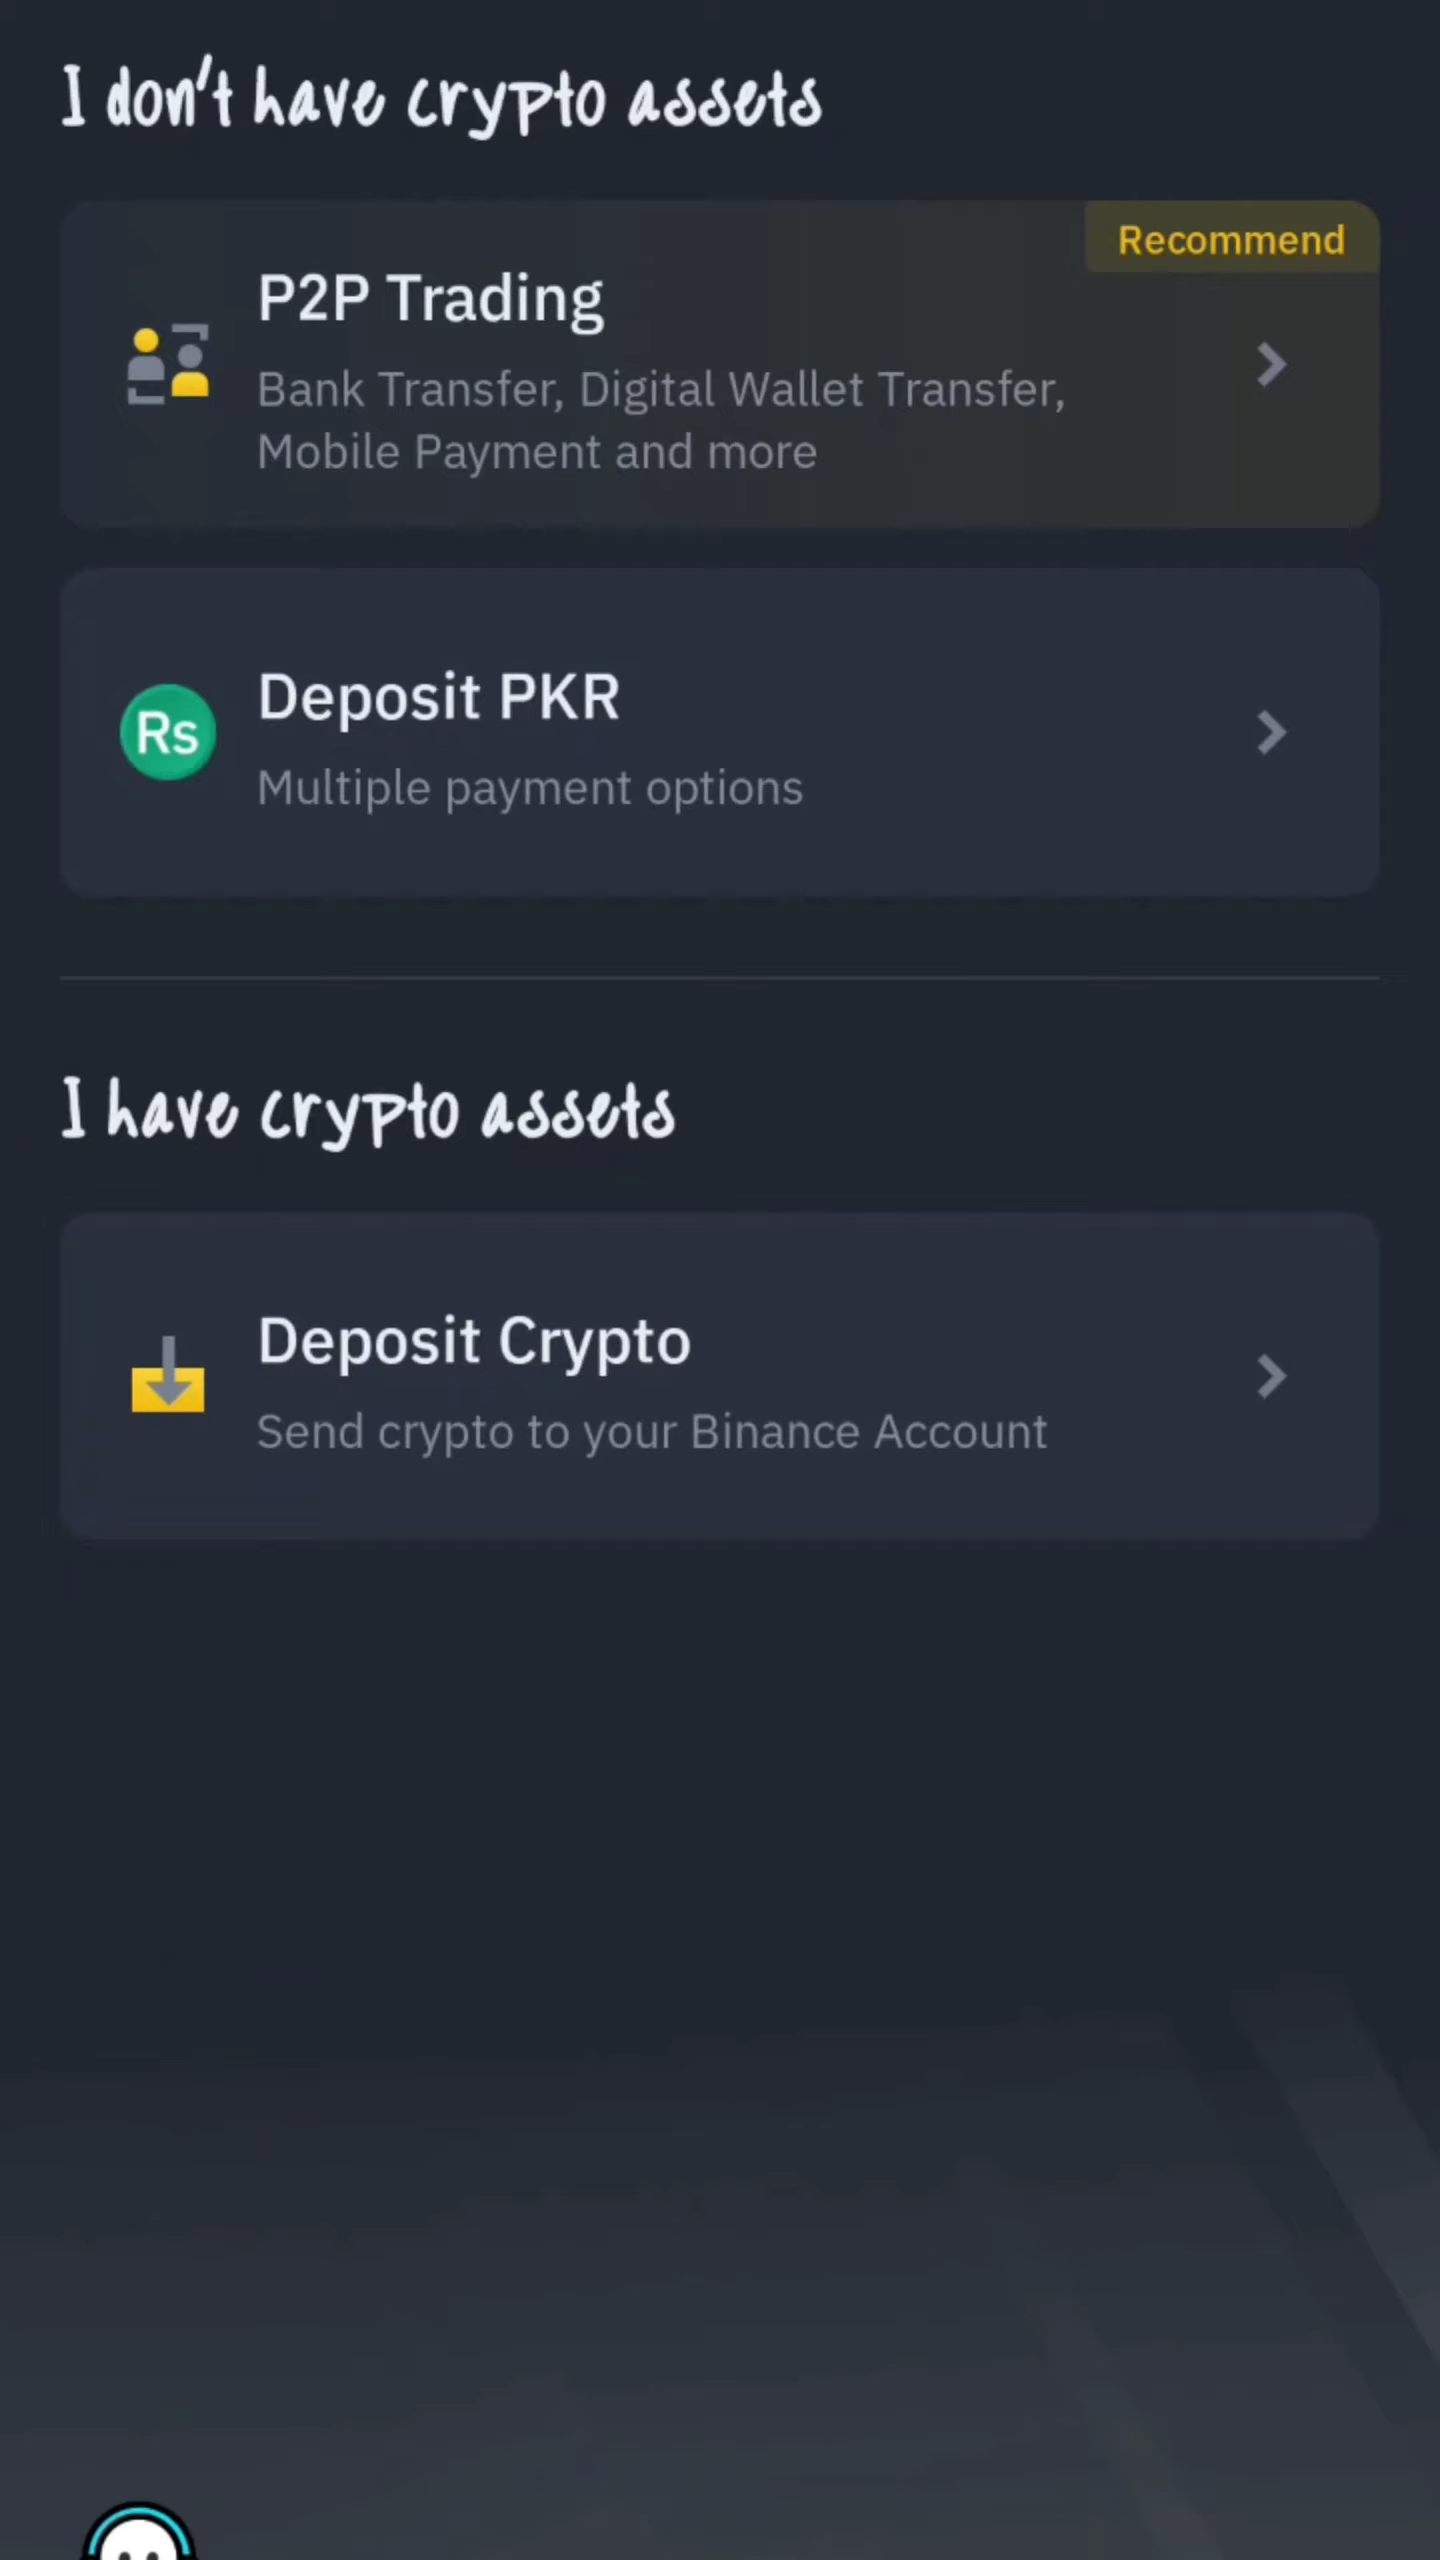 I don't have crypto assets
Recommend
P2P Trading
Bank Transfer, Digital Wallet Transfer,
Mobile Payment and more
Rs
Deposit PKR
Multiple payment options
I have crypto assets
Deposit Crypto
Send crypto to your Binance Account